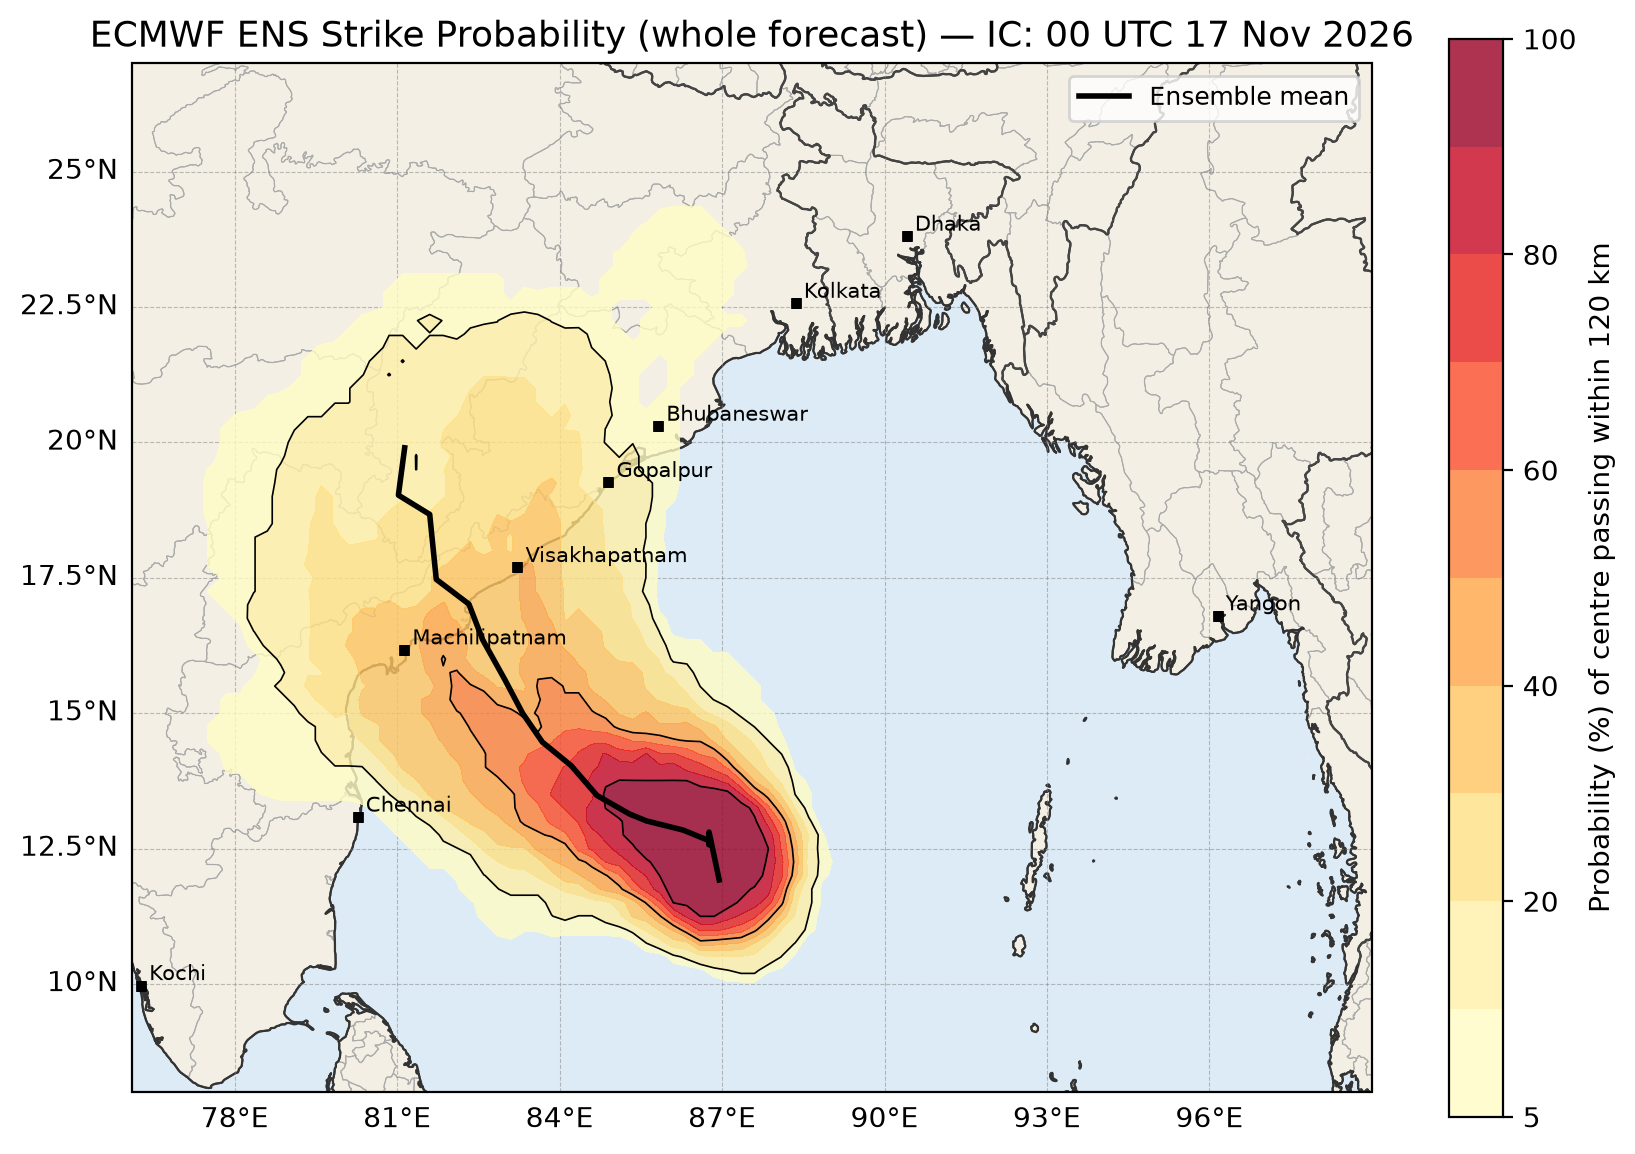 ECMWF ENS Strike Probability (whole forecast) — IC: 00 UTC 17 Nov 2026
Ensemble mean
25°N
22.5°N
20°N
17.5°N
15°N
12.5°N
10°N
Dhaka
Kolkata
Bhubaneswar
Gopalpur
Visakhapatnam
Yangon
Machilipatnam
Chennai
Kochi
78°E
81°E
84°E
87°E
90°E
93°E
96°E
100
80
60
40
20
5
Probability (%) of centre passing within 120 km